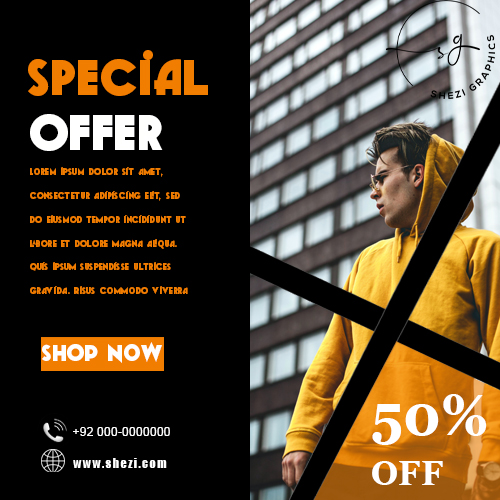 sg
SHEZI GRAPHICS
SPECIAL
OFFER
LOREM IPSUM DOLOR SIT AMET,
CONSECTETUR ADIPISCING ELIT, SED
DO EIUSMOD TEMPOR INCIDIDUNT UT
LABORE ET DOLORE MAGNA ALIQUA.
QUIS IPSUM SUSPENDISSE ULTRICES
GRAVIDA. RISUS COMMODO VIVERRA
SHOP NOW
+92 000-0000000
www.shezi.com
50%
OFF